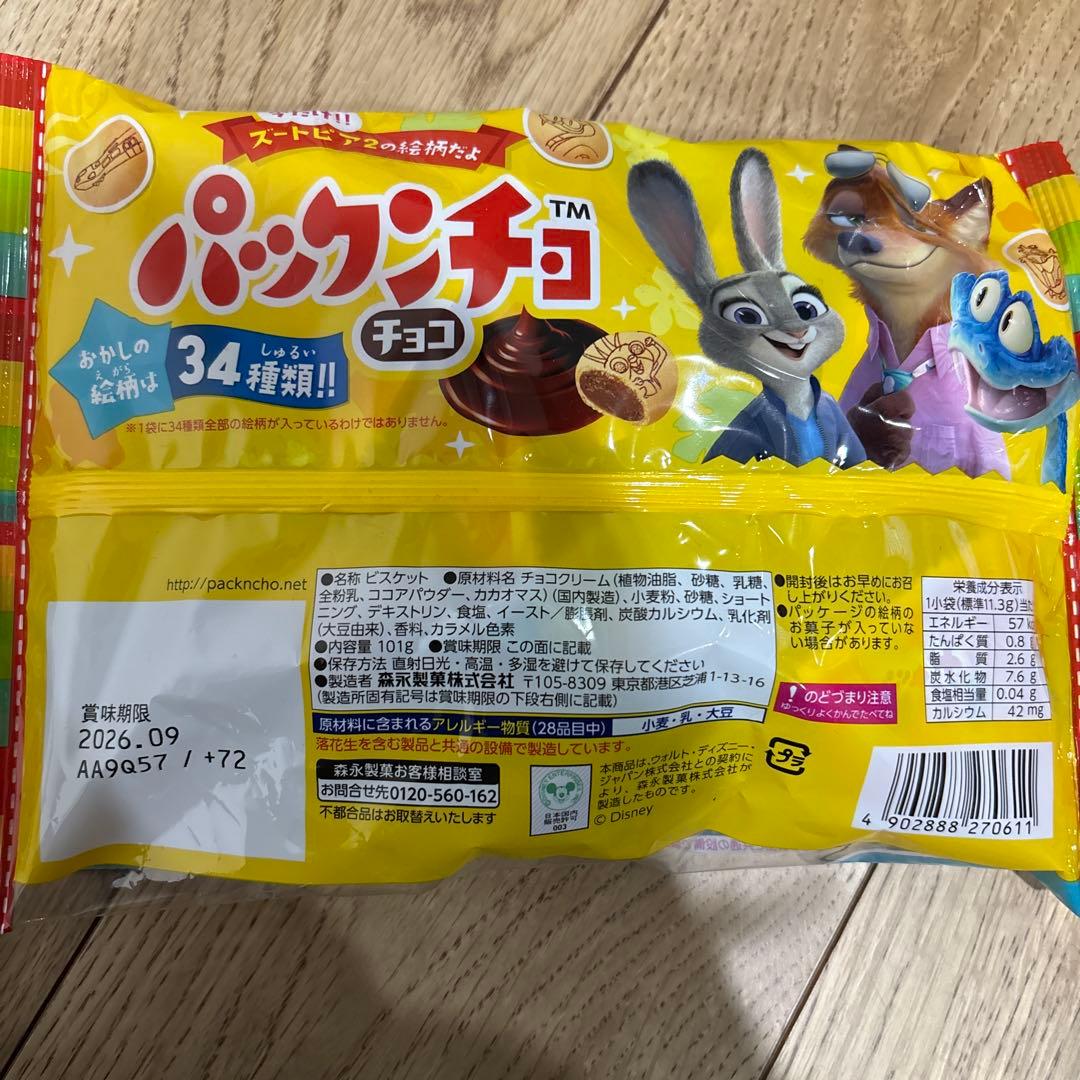 ズートピア2の絵柄だよ
パックンチョ™
チョコ
おかしの
えがら
絵柄は
しゅるい
34種類!!
※1袋に34種類全部の絵柄が入っているわけではありません。
http://packncho.net
●名称 ビスケット ●原材料名 チョコクリーム(植物油脂、砂糖、乳糖、
全粉乳、ココアパウダー、カカオマス)(国内製造)、小麦粉、砂糖、ショート
ニング、デキストリン、食塩、イースト/膨脹剤、炭酸カルシウム、乳化剤
(大豆由来)、香料、カラメル色素
●内容量 101g ●賞味期限 この面に記載
●保存方法 直射日光・高温・多湿を避けて保存してください
●製造者 森永製菓株式会社 〒105-8309 東京都港区芝浦1-13-16
(製造所固有記号は賞味期限の下段右側に記載)
原材料に含まれるアレルギー物質(28品目中) 小麦・乳・大豆
落花生を含む製品と共通の設備で製造しています。
森永製菓お客様相談室
お問合せ先0120-560-162
不都合品はお取替えいたします
賞味期限
2026.09
AA9Q57 / +72
日本国内
販売許可
003
本商品は、ウォルト・ディズニー・
ジャパン株式会社との契約に
より、森永製菓株式会社が
製造したものです。
© Disney
●開封後はお早めにお召
し上がりください。
●パッケージの絵柄の
お菓子が入っていな
い場合があります。
!のどづまり注意
ゆっくりよくかんでたべてね
プラ
栄養成分表示
1小袋(標準11.3g)当
エネルギー 57
たんぱく質 0.8
脂質 2.6 g
炭水化物 7.6 g
食塩相当量 0.04 g
カルシウム 42 mg
4 902888 270611